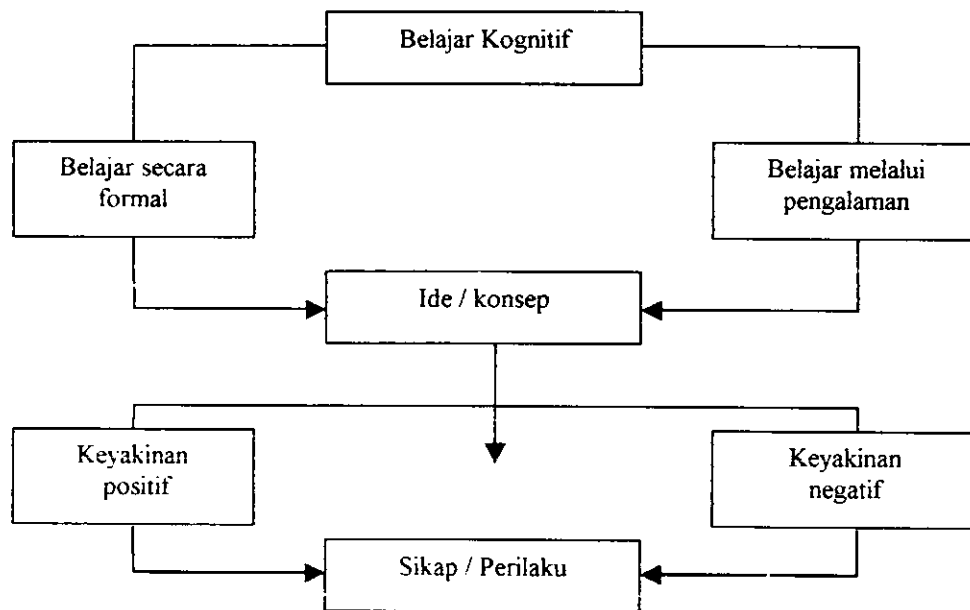 Belajar Kognitif
Belajar secara
formal
Belajar melalui
pengalaman
Ide / konsep
Keyakinan
positif
Keyakinan
negatif
Sikap / Perilaku